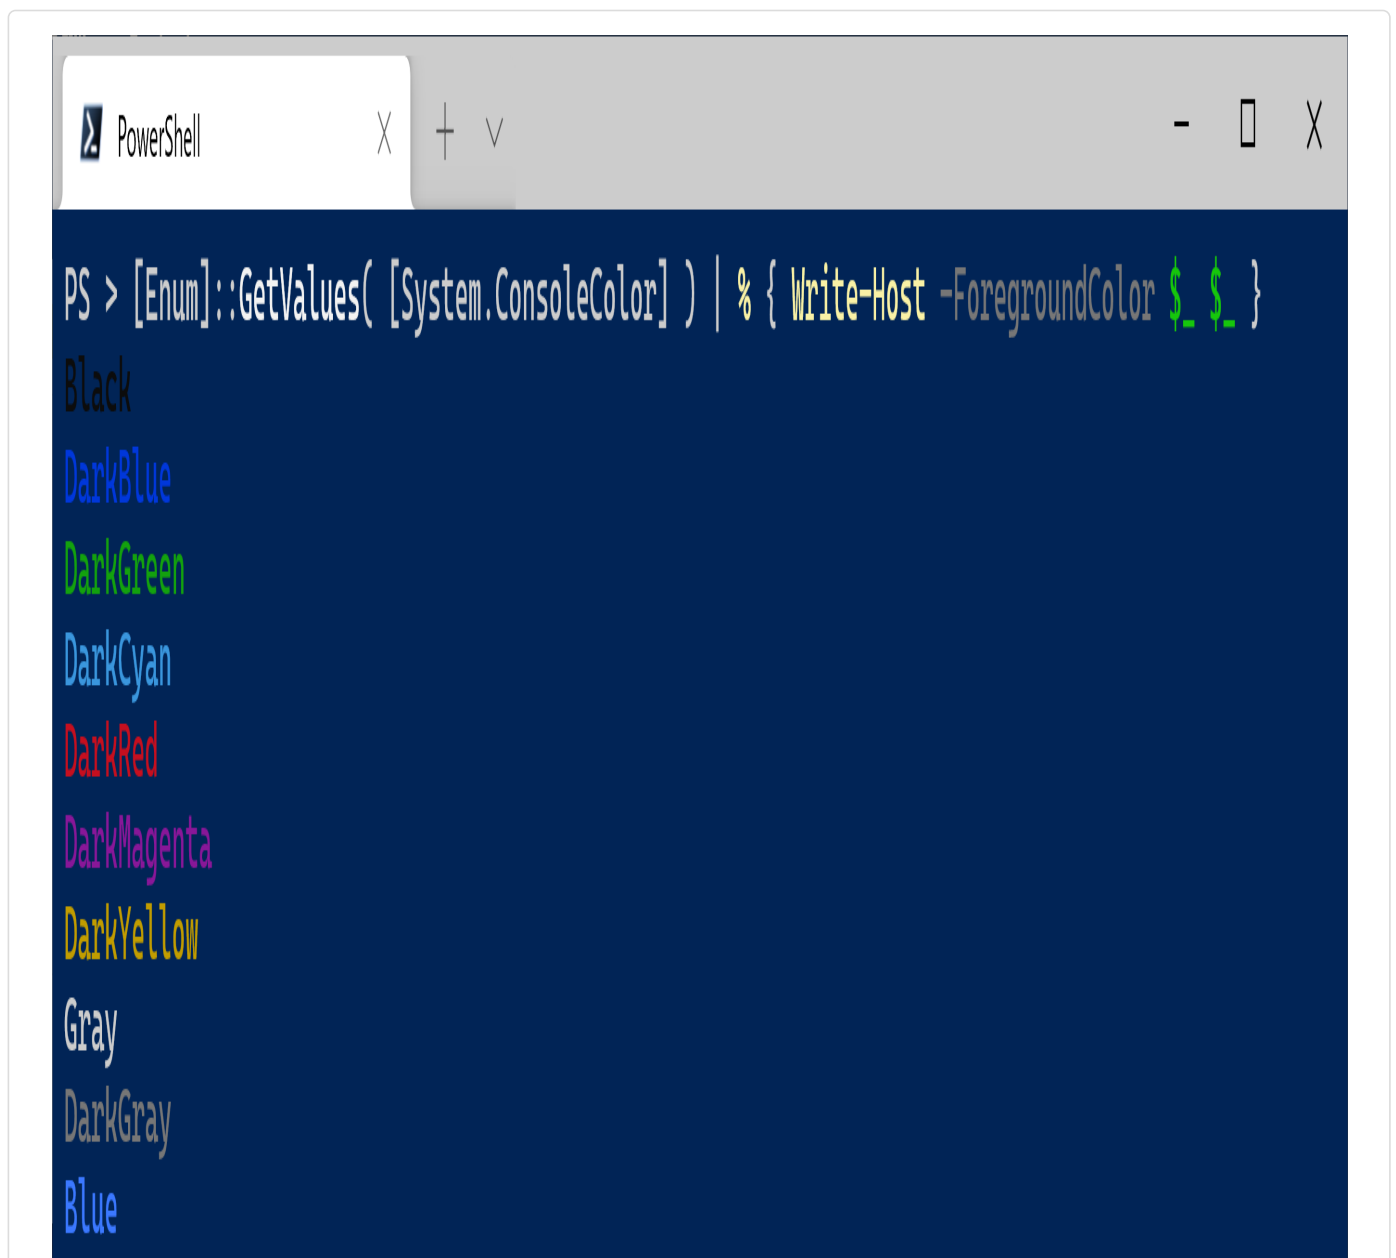 PowerShell
PS > [Enum]::GetValues( [System.ConsoleColor] ) | % { Write-Host -ForegroundColor $_ $_ }
Black
DarkBlue
DarkGreen
DarkCyan
DarkRed
DarkMagenta
DarkYellow
Gray
DarkGray
Blue